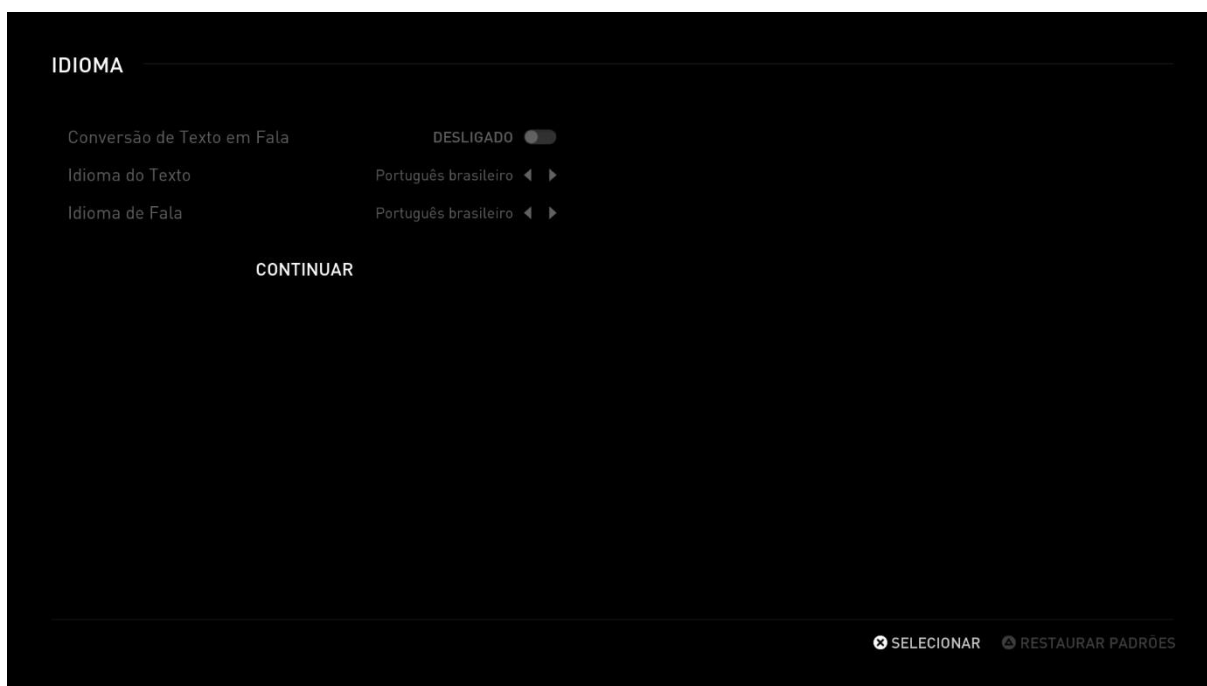 IDIOMA
Conversão de Texto em Fala DESLIGADO
Idioma do Texto Português brasileiro
Idioma de Fala Português brasileiro
CONTINUAR
SELECIONAR RESTAURAR PADRÕES